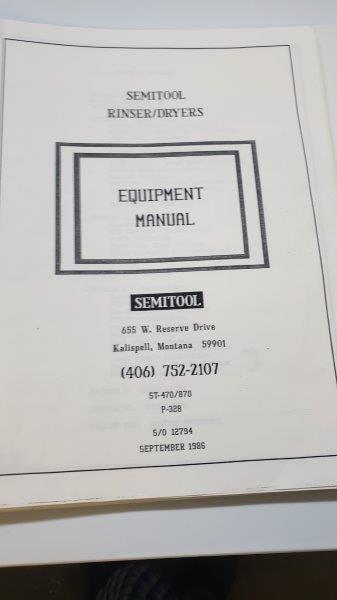 SEMITOOL
RINSER/DRYERS
EQUIPMENT
MANUAL
SEMITOOL
655 W. Reserve Drive
Kalispell, Montana 59901
(406) 752-2107
ST-470/870
P-328
S/O 12794
SEPTEMBER 1986